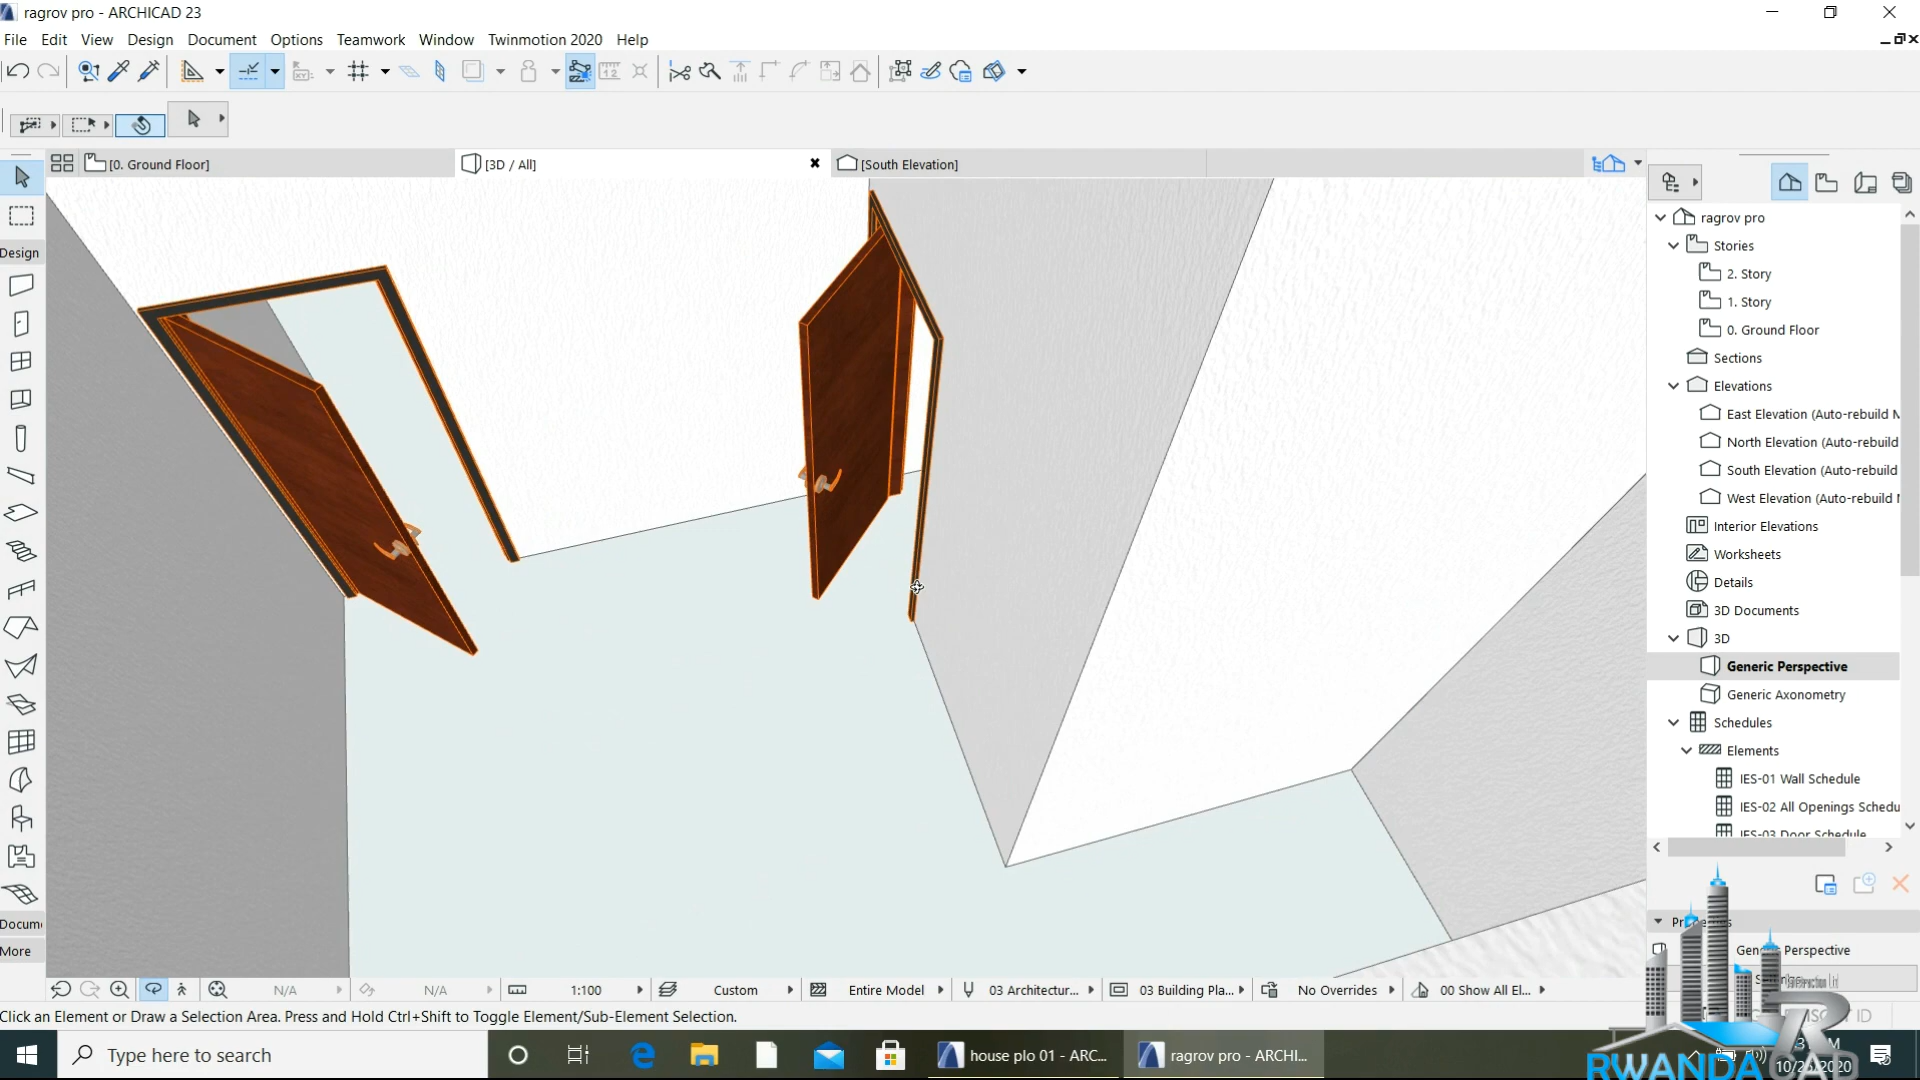 ragrov pro - ARCHICAD 23
File Edit View Design Document Options Teamwork Window Twinmotion 2020 Help
[0. Ground Floor] [3D / All] [South Elevation]
Design
ragrov pro
Stories
2. Story
1. Story
0. Ground Floor
Sections
Elevations
East Elevation (Auto-rebuild
North Elevation (Auto-rebuild
South Elevation (Auto-rebuild
West Elevation (Auto-rebuild
Interior Elevations
Worksheets
Details
3D Documents
3D
Generic Perspective
Generic Axonometry
Schedules
Elements
IES-01 Wall Schedule
IES-02 All Openings Schedu
IES-03 Door Schedule
Docum
More
Perspective
N/A N/A 1:100 Custom Entire Model 03 Architectur... 03 Building Pla... No Overrides 00 Show All El...
Click an Element or Draw a Selection Area. Press and Hold Ctrl+Shift to Toggle Element/Sub-Element Selection.
Type here to search
house plo 01 - ARC... ragrov pro - ARCHI...
RWANDA CAD